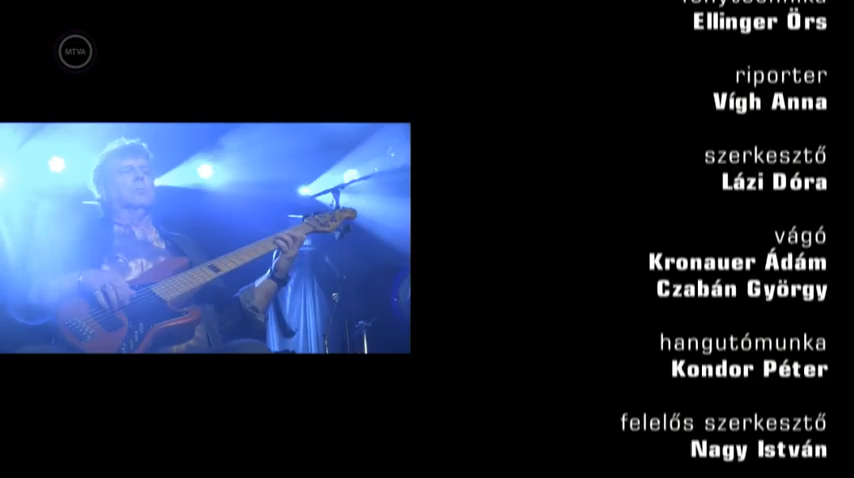 MTVA
Ellinger Örs
riporter
Vígh Anna
szerkesztő
Lázi Dóra
vágó
Kronauer Ádám
Czabán György
hangutómunka
Kondor Péter
felelős szerkesztő
Nagy István